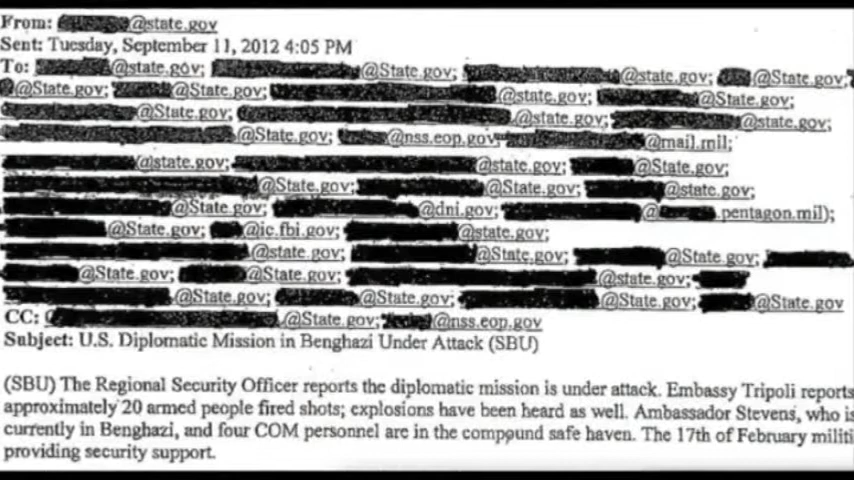 From: @state.gov
Sent: Tuesday, September 11, 2012 4:05 PM
To: @state.gov; @State.gov; @state.gov; @State.gov;
@State.gov; @State.gov; @state.gov; @State.gov;
@State.gov; @state.gov; @state.gov;
@State.gov; @nss.eop.gov; @mail.mil;
@state.gov; @state.gov; @State.gov;
@State.gov; @State.gov; @state.gov;
@State.gov; @dni.gov; @ .pentagon.mil);
@State.gov; @ic.fbi.gov; @state.gov;
@state.gov; @State.gov; @State.gov;
@State.gov; @State.gov; @state.gov;
@State.gov; @State.gov; @State.gov; @State.gov
CC: @State.gov; @nss.eop.gov
Subject: U.S. Diplomatic Mission in Benghazi Under Attack (SBU)
(SBU) The Regional Security Officer reports the diplomatic mission is under attack. Embassy Tripoli reports
approximately 20 armed people fired shots; explosions have been heard as well. Ambassador Stevens, who is
currently in Benghazi, and four COM personnel are in the compound safe haven. The 17th of February militi
providing security support.